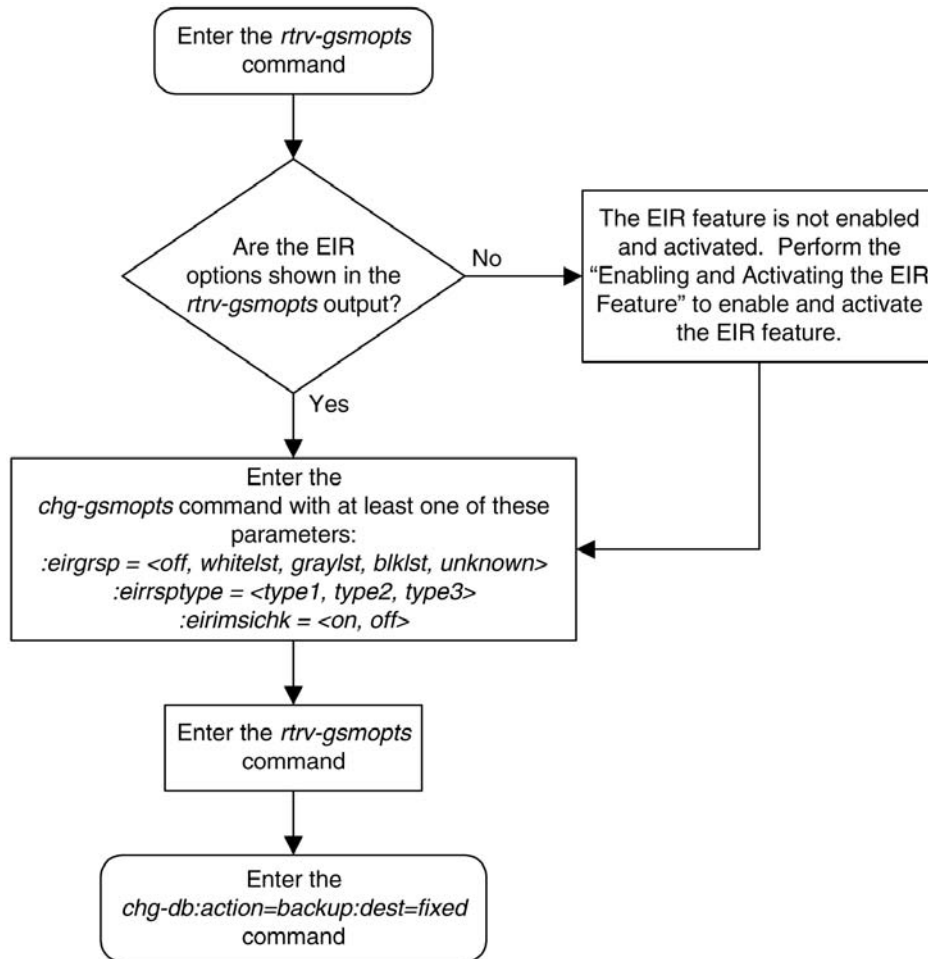 Enter the rtrv-gsmopts
command
Are the EIR
options shown in the
rtrv-gsmopts output?
No
The EIR feature is not enabled
and activated. Perform the
“Enabling and Activating the EIR
Feature” to enable and activate
the EIR feature.
Yes
Enter the
chg-gsmopts command with at least one of these
parameters:
:eirgrsp = <off, whitelst, graylst, blklst, unknown>
:eirrsptype = <type1, type2, type3>
:eirimsichk = <on, off>
Enter the rtrv-gsmopts
command
Enter the
chg-db:action=backup:dest=fixed
command